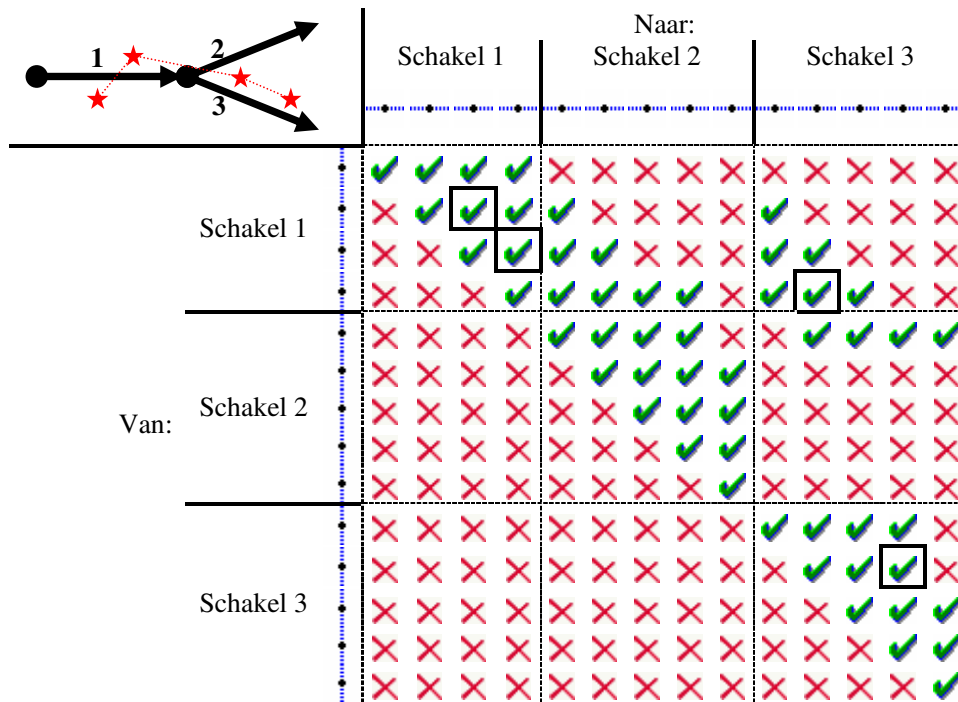 Naar:
1
2
3
Schakel 1
Schakel 2
Schakel 3
Schakel 1
Van:
Schakel 2
Schakel 3